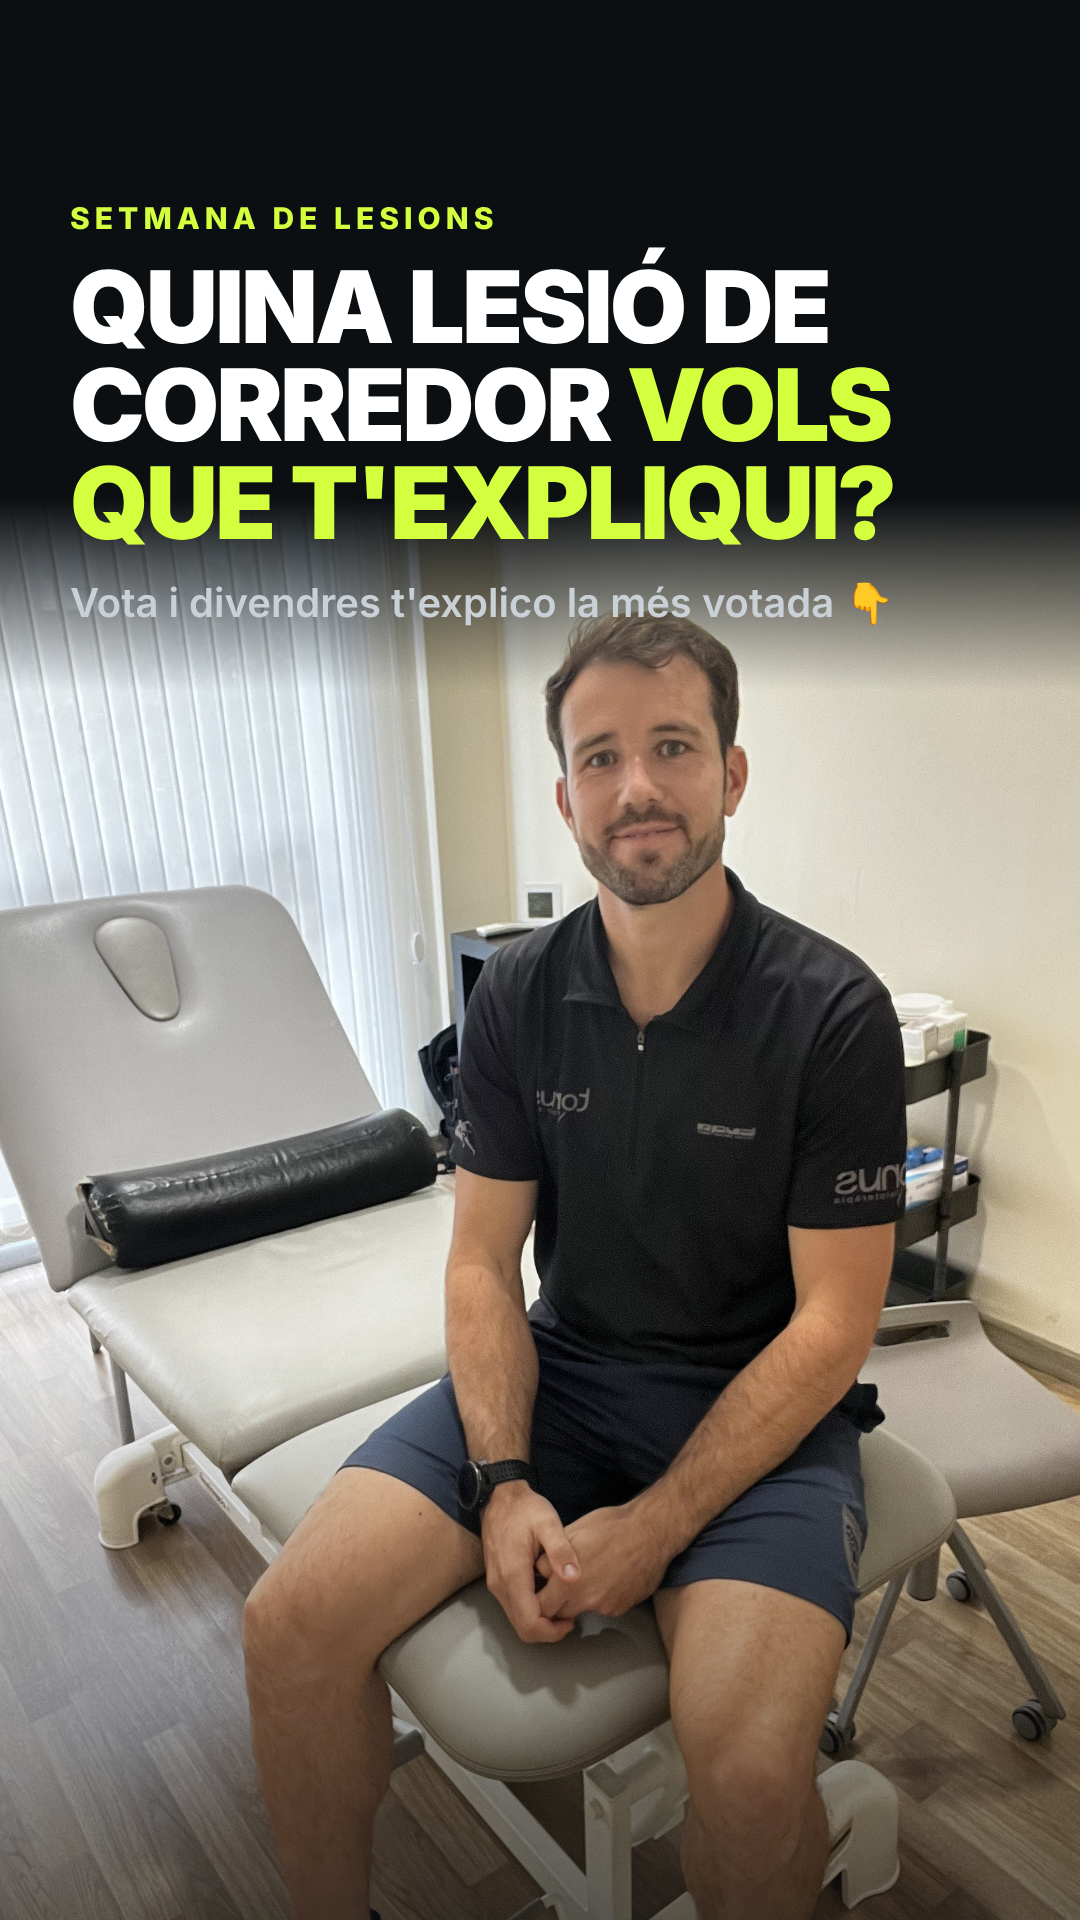 SETMANA DE LESIONS
QUINA LESIÓ DE
CORREDOR VOLS
QUE T'EXPLIQUI?
Vota i divendres t'explico la més votada 👇